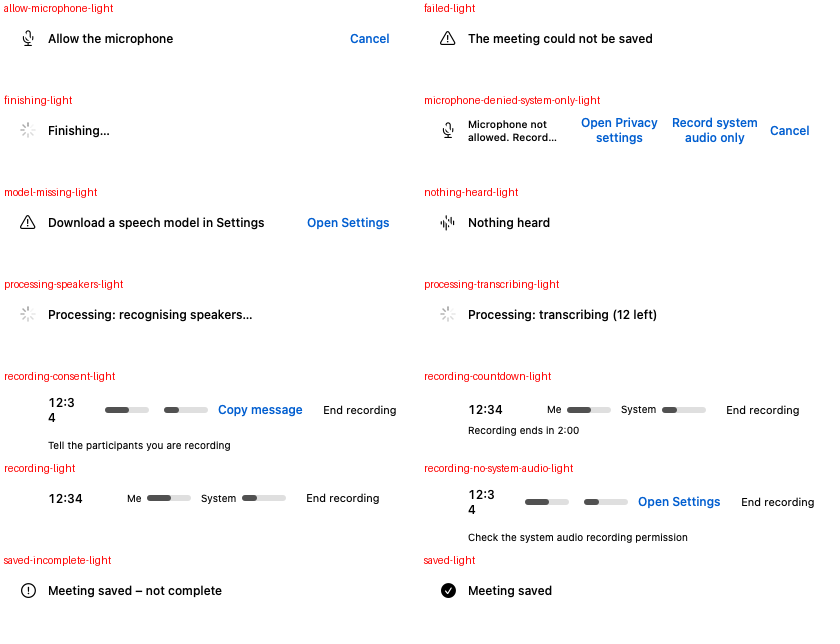 allow-microphone-light
Allow the microphone Cancel
failed-light
The meeting could not be saved
finishing-light
Finishing...
microphone-denied-system-only-light
Microphone not
allowed. Record...
Open Privacy
settings
Record system
audio only
Cancel
model-missing-light
Download a speech model in Settings Open Settings
nothing-heard-light
Nothing heard
processing-speakers-light
Processing: recognising speakers...
processing-transcribing-light
Processing: transcribing (12 left)
recording-consent-light
12:3
4
Copy message End recording
Tell the participants you are recording
recording-countdown-light
12:34 Me System End recording
Recording ends in 2:00
recording-light
12:34 Me System End recording
recording-no-system-audio-light
12:3
4
Open Settings End recording
Check the system audio recording permission
saved-incomplete-light
Meeting saved – not complete
saved-light
Meeting saved